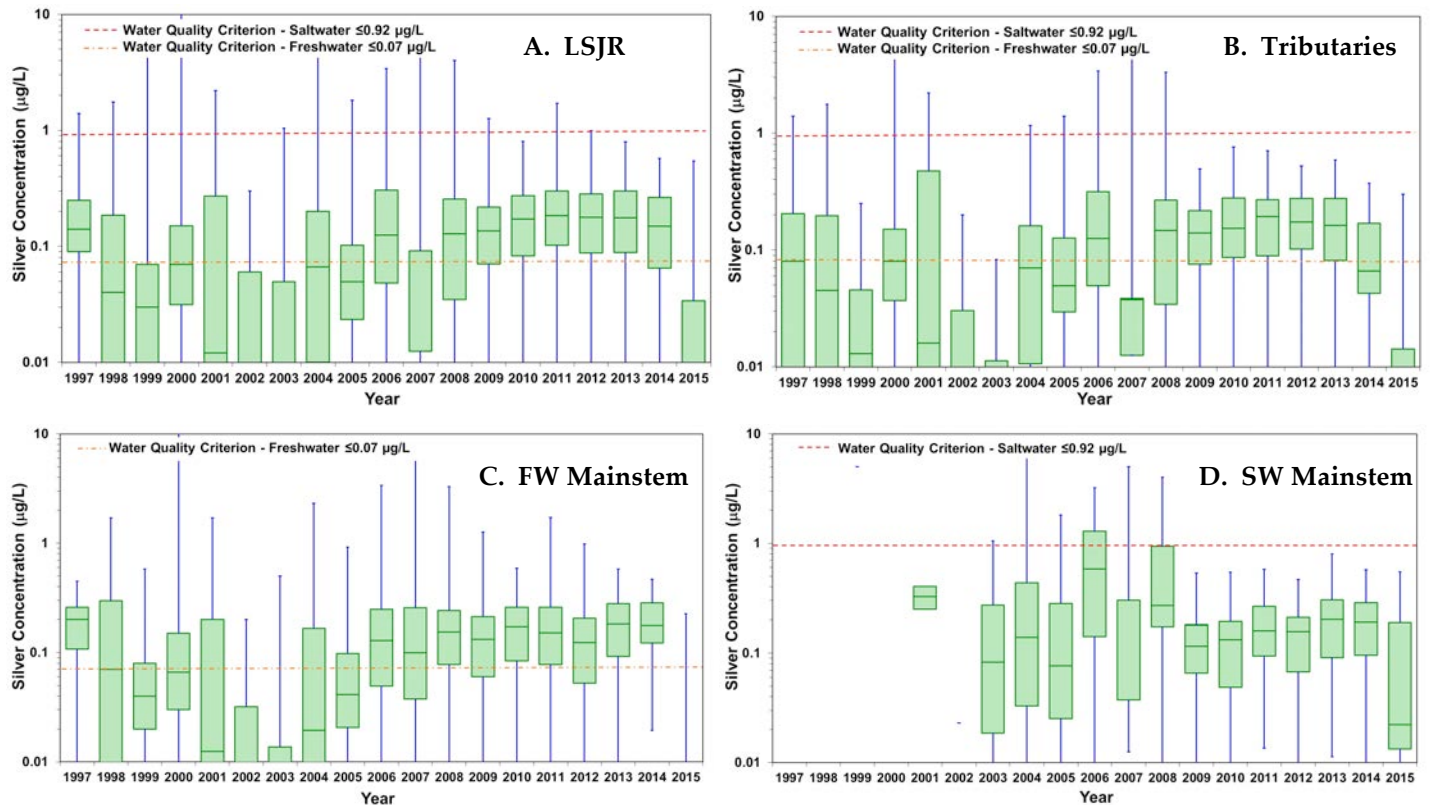 Water Quality Criterion - Saltwater ≤0.92 µg/L
Water Quality Criterion - Freshwater ≤0.07 µg/L
A. LSJR
Silver Concentration (µg/L)
10
1
0.1
0.01
1997 1998 1999 2000 2001 2002 2003 2004 2005 2006 2007 2008 2009 2010 2011 2012 2013 2014 2015
Year
Water Quality Criterion - Saltwater ≤0.92 µg/L
Water Quality Criterion - Freshwater ≤0.07 µg/L
B. Tributaries
Silver Concentration (µg/L)
10
1
0.1
0.01
1997 1998 1999 2000 2001 2002 2003 2004 2005 2006 2007 2008 2009 2010 2011 2012 2013 2014 2015
Year
Water Quality Criterion - Freshwater ≤0.07 µg/L
C. FW Mainstem
Silver Concentration (µg/L)
10
1
0.1
0.01
1997 1998 1999 2000 2001 2002 2003 2004 2005 2006 2007 2008 2009 2010 2011 2012 2013 2014 2015
Year
Water Quality Criterion - Saltwater ≤0.92 µg/L
D. SW Mainstem
Silver Concentration (µg/L)
10
1
0.1
0.01
1997 1998 1999 2000 2001 2002 2003 2004 2005 2006 2007 2008 2009 2010 2011 2012 2013 2014 2015
Year